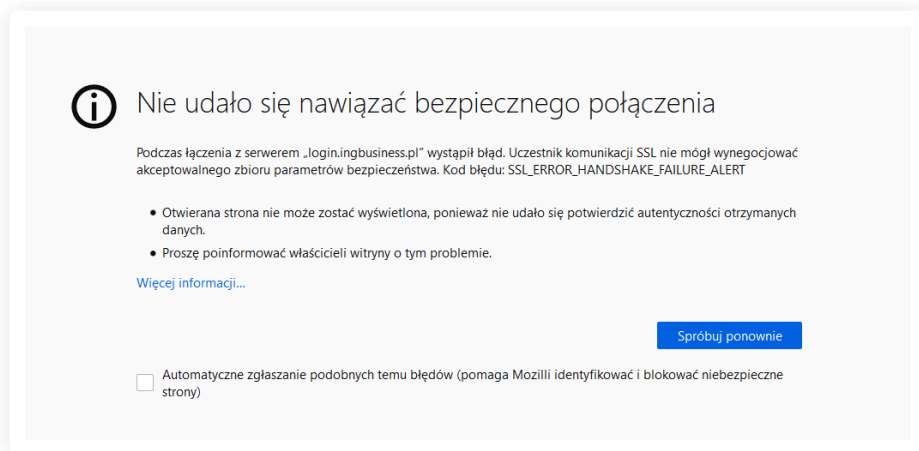 Nie udało się nawiązać bezpiecznego połączenia
Podczas łączenia z serwerem „login.ingbusiness.pl” wystąpił błąd. Uczestnik komunikacji SSL nie mógł wynegocjować
akceptowalnego zbioru parametrów bezpieczeństwa. Kod błędu: SSL_ERROR_HANDSHAKE_FAILURE_ALERT
• Otwierana strona nie może zostać wyświetlona, ponieważ nie udało się potwierdzić autentyczności otrzymanych
danych.
• Proszę poinformować właścicieli witryny o tym problemie.
Więcej informacji...
Spróbuj ponownie
Automatyczne zgłaszanie podobnych temu błędów (pomaga Mozilli identyfikować i blokować niebezpieczne
strony)